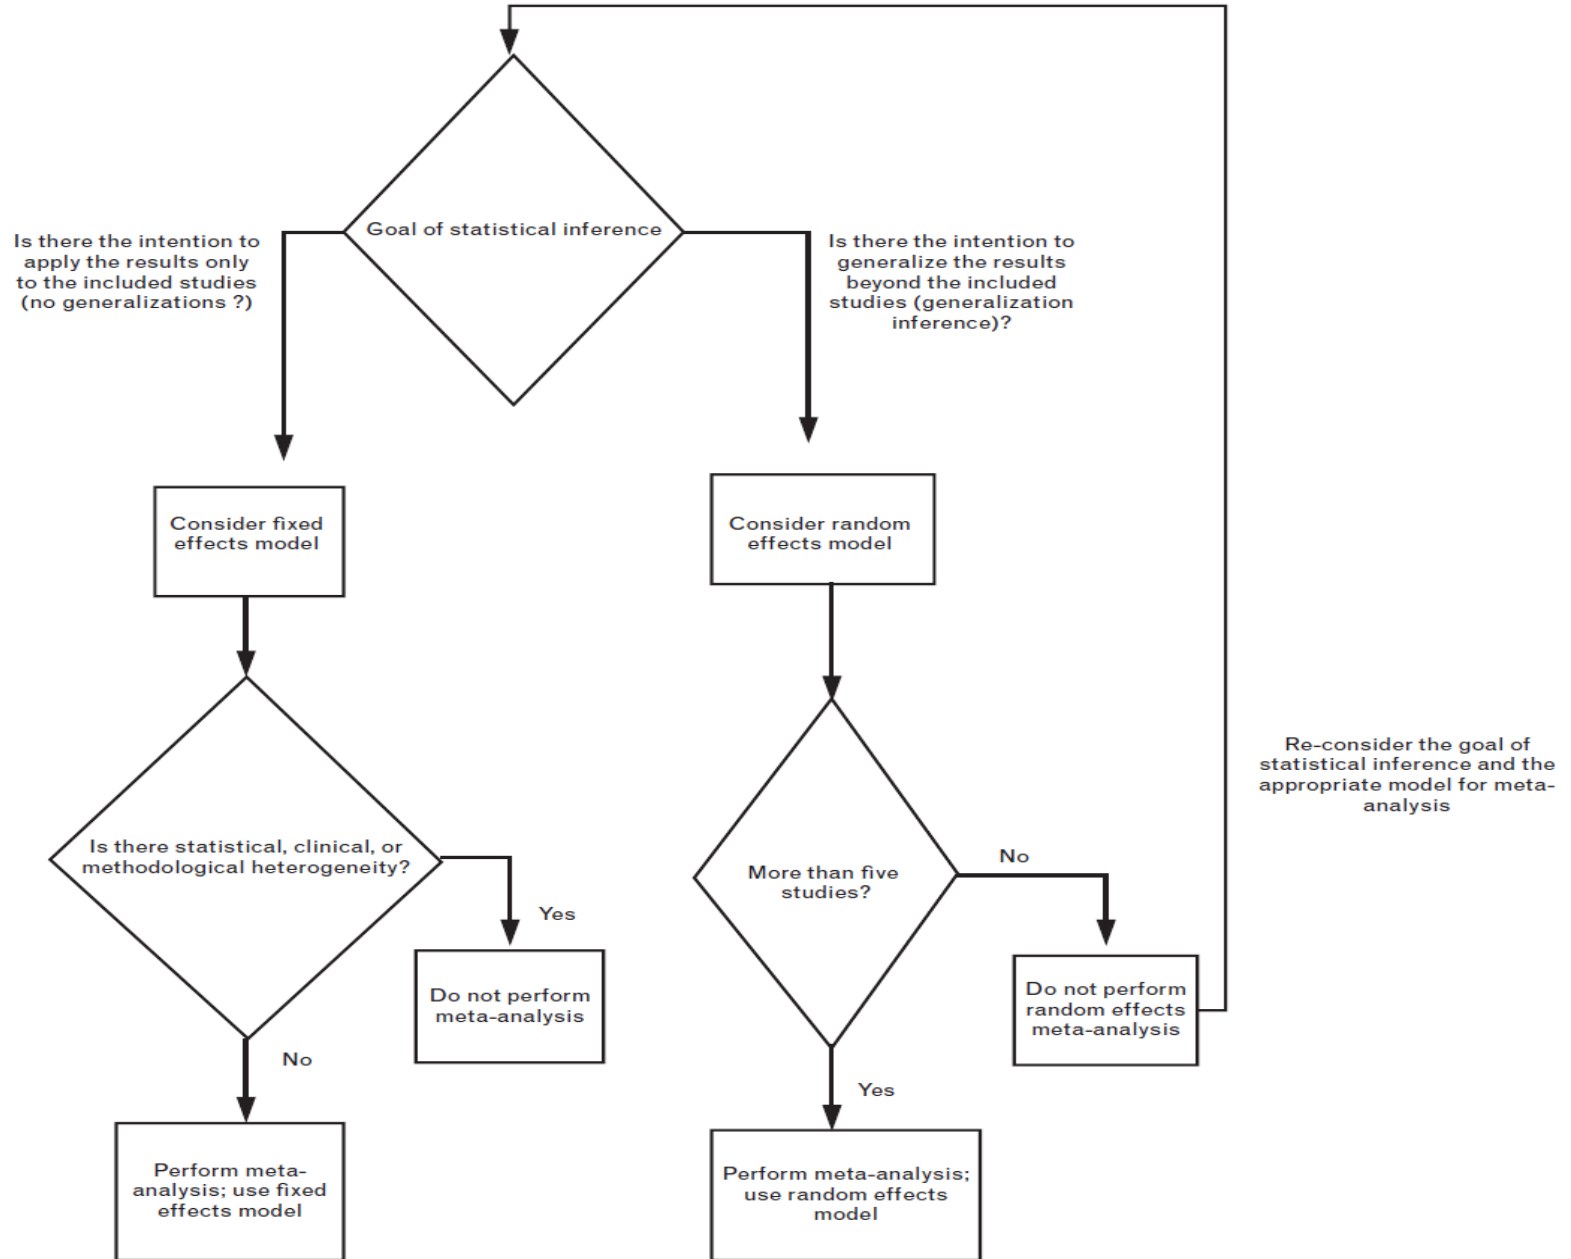 Goal of statistical inference
Is there the intention to
apply the results only
to the included studies
(no generalizations ?)
Is there the intention to
generalize the results
beyond the included
studies (generalization
inference)?
Consider fixed
effects model
Consider random
effects model
Is there statistical, clinical, or
methodological heterogeneity?
Yes
Do not perform
meta-analysis
No
Perform meta-
analysis; use fixed
effects model
More than five
studies?
No
Do not perform
random effects
meta-analysis
Yes
Perform meta-analysis;
use random effects
model
Re-consider the goal of
statistical inference and the
appropriate model for meta-
analysis